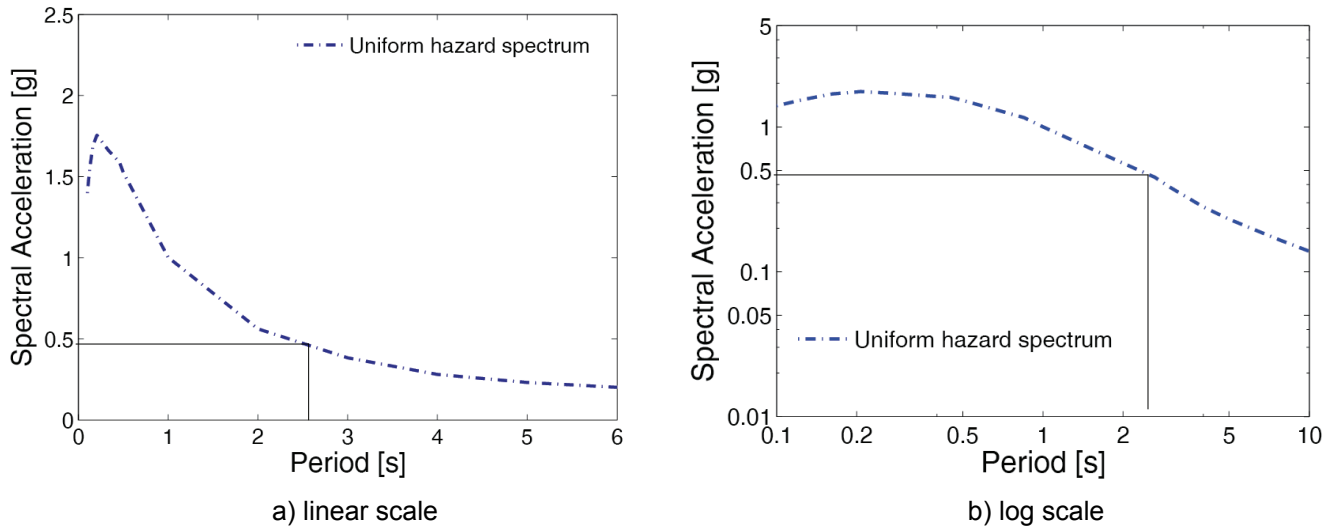 Spectral Acceleration [g]
2.5
2
1.5
1
0.5
0
Uniform hazard spectrum
0 1 2 3 4 5 6
Period [s]
a) linear scale
Spectral Acceleration [g]
5
1
0.5
0.1
0.05
0.01
Uniform hazard spectrum
0.1 0.2 0.5 1 2 5 10
Period [s]
b) log scale